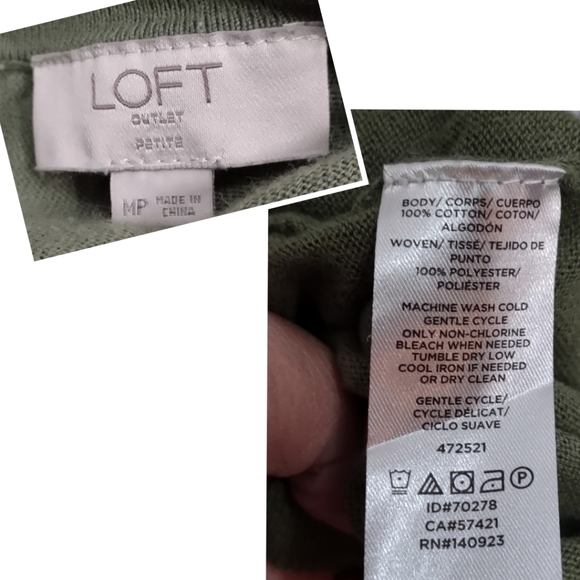 LOFT
OUTLET
PETITE
MP MADE IN
CHINA
BODY/ CORPS/ CUERPO
100% COTTON/ COTON/
ALGODÓN
WOVEN/ TISSÉ/ TEJIDO DE
PUNTO
100% POLYESTER/
POLIÉSTER
MACHINE WASH COLD
GENTLE CYCLE
ONLY NON-CHLORINE
BLEACH WHEN NEEDED
TUMBLE DRY LOW
COOL IRON IF NEEDED
OR DRY CLEAN
GENTLE CYCLE/
CYCLE DÉLICAT/
CICLO SUAVE
472521
P
ID#70278
CA#57421
RN#140923